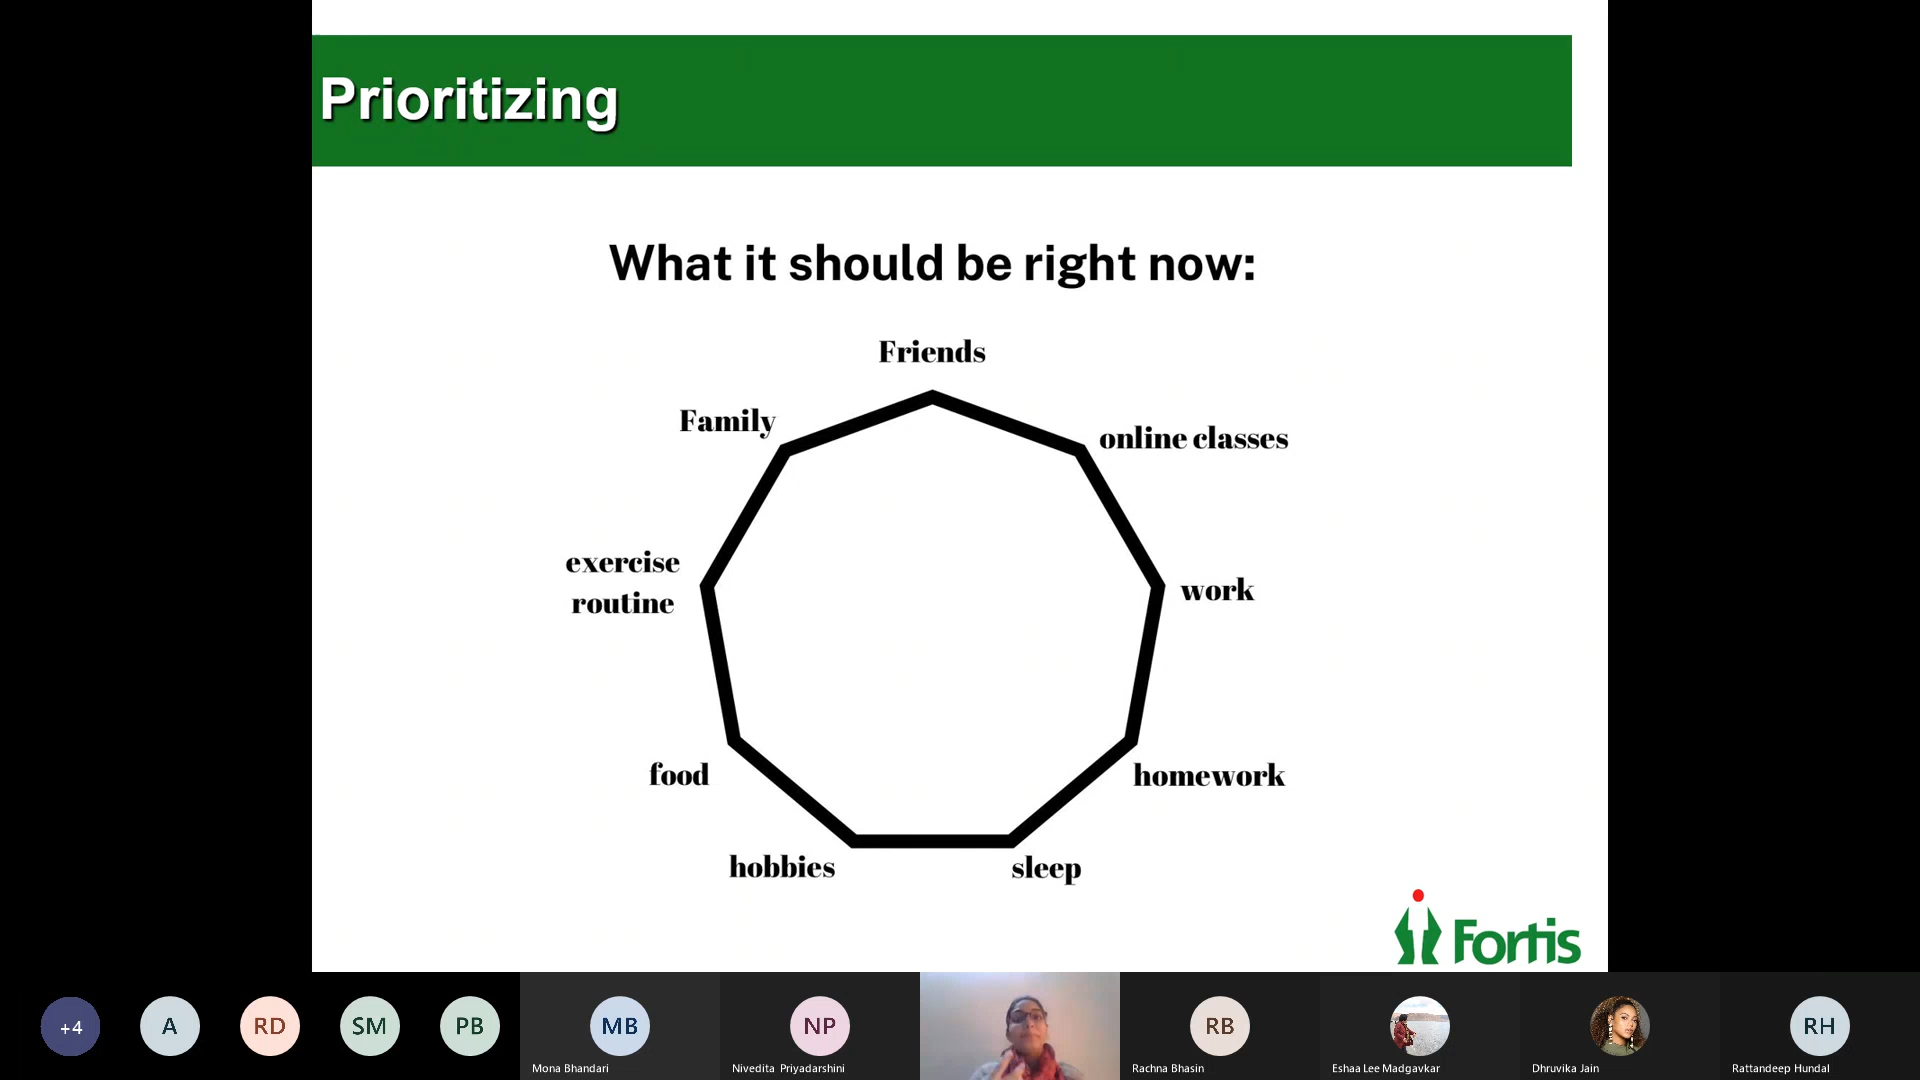 Prioritizing
What it should be right now:
Friends
Family
online classes
exercise
routine
work
food
homework
hobbies
sleep
Fortis
+4
A
RD
SM
PB
MB
Mona Bhandari
NP
Nivedita Priyadarshini
RB
Rachna Bhasin
Eshaa Lee Madgavkar
Dhruvika Jain
RH
Rattandeep Hundal